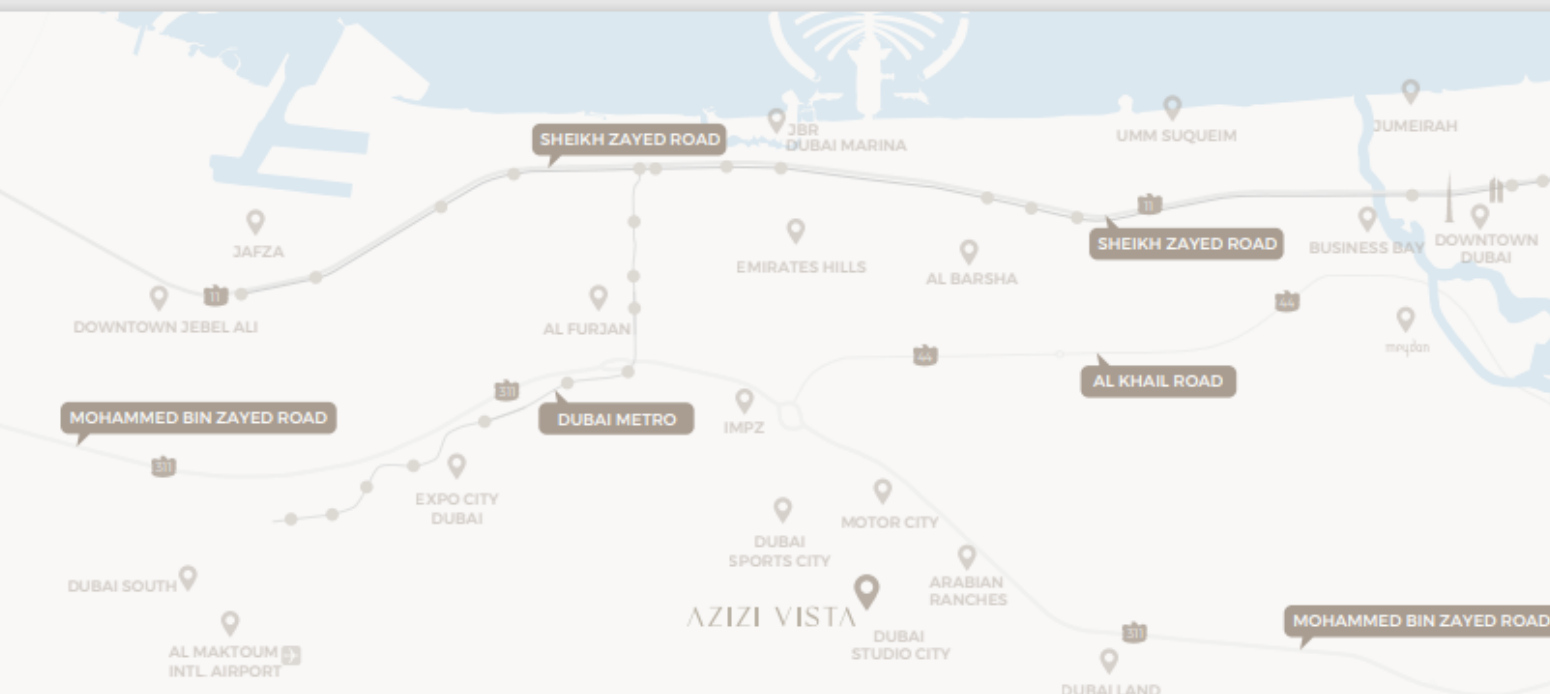 JUMEIRAH
JBR
DUBAI MARINA
UMM SUQUEIM
SHEIKH ZAYED ROAD
11
SHEIKH ZAYED ROAD
BUSINESS BAY
DOWNTOWN
DUBAI
JAFZA
EMIRATES HILLS
AL BARSHA
11
44
DOWNTOWN JEBEL ALI
AL FURJAN
meydan
44
AL KHAIL ROAD
311
MOHAMMED BIN ZAYED ROAD
DUBAI METRO
IMPZ
311
EXPO CITY
DUBAI
MOTOR CITY
DUBAI
SPORTS CITY
DUBAI SOUTH
ARABIAN
RANCHES
AZIZI VISTA
311
MOHAMMED BIN ZAYED ROAD
DUBAI
STUDIO CITY
AL MAKTOUM
INTL. AIRPORT
DUBAI LAND